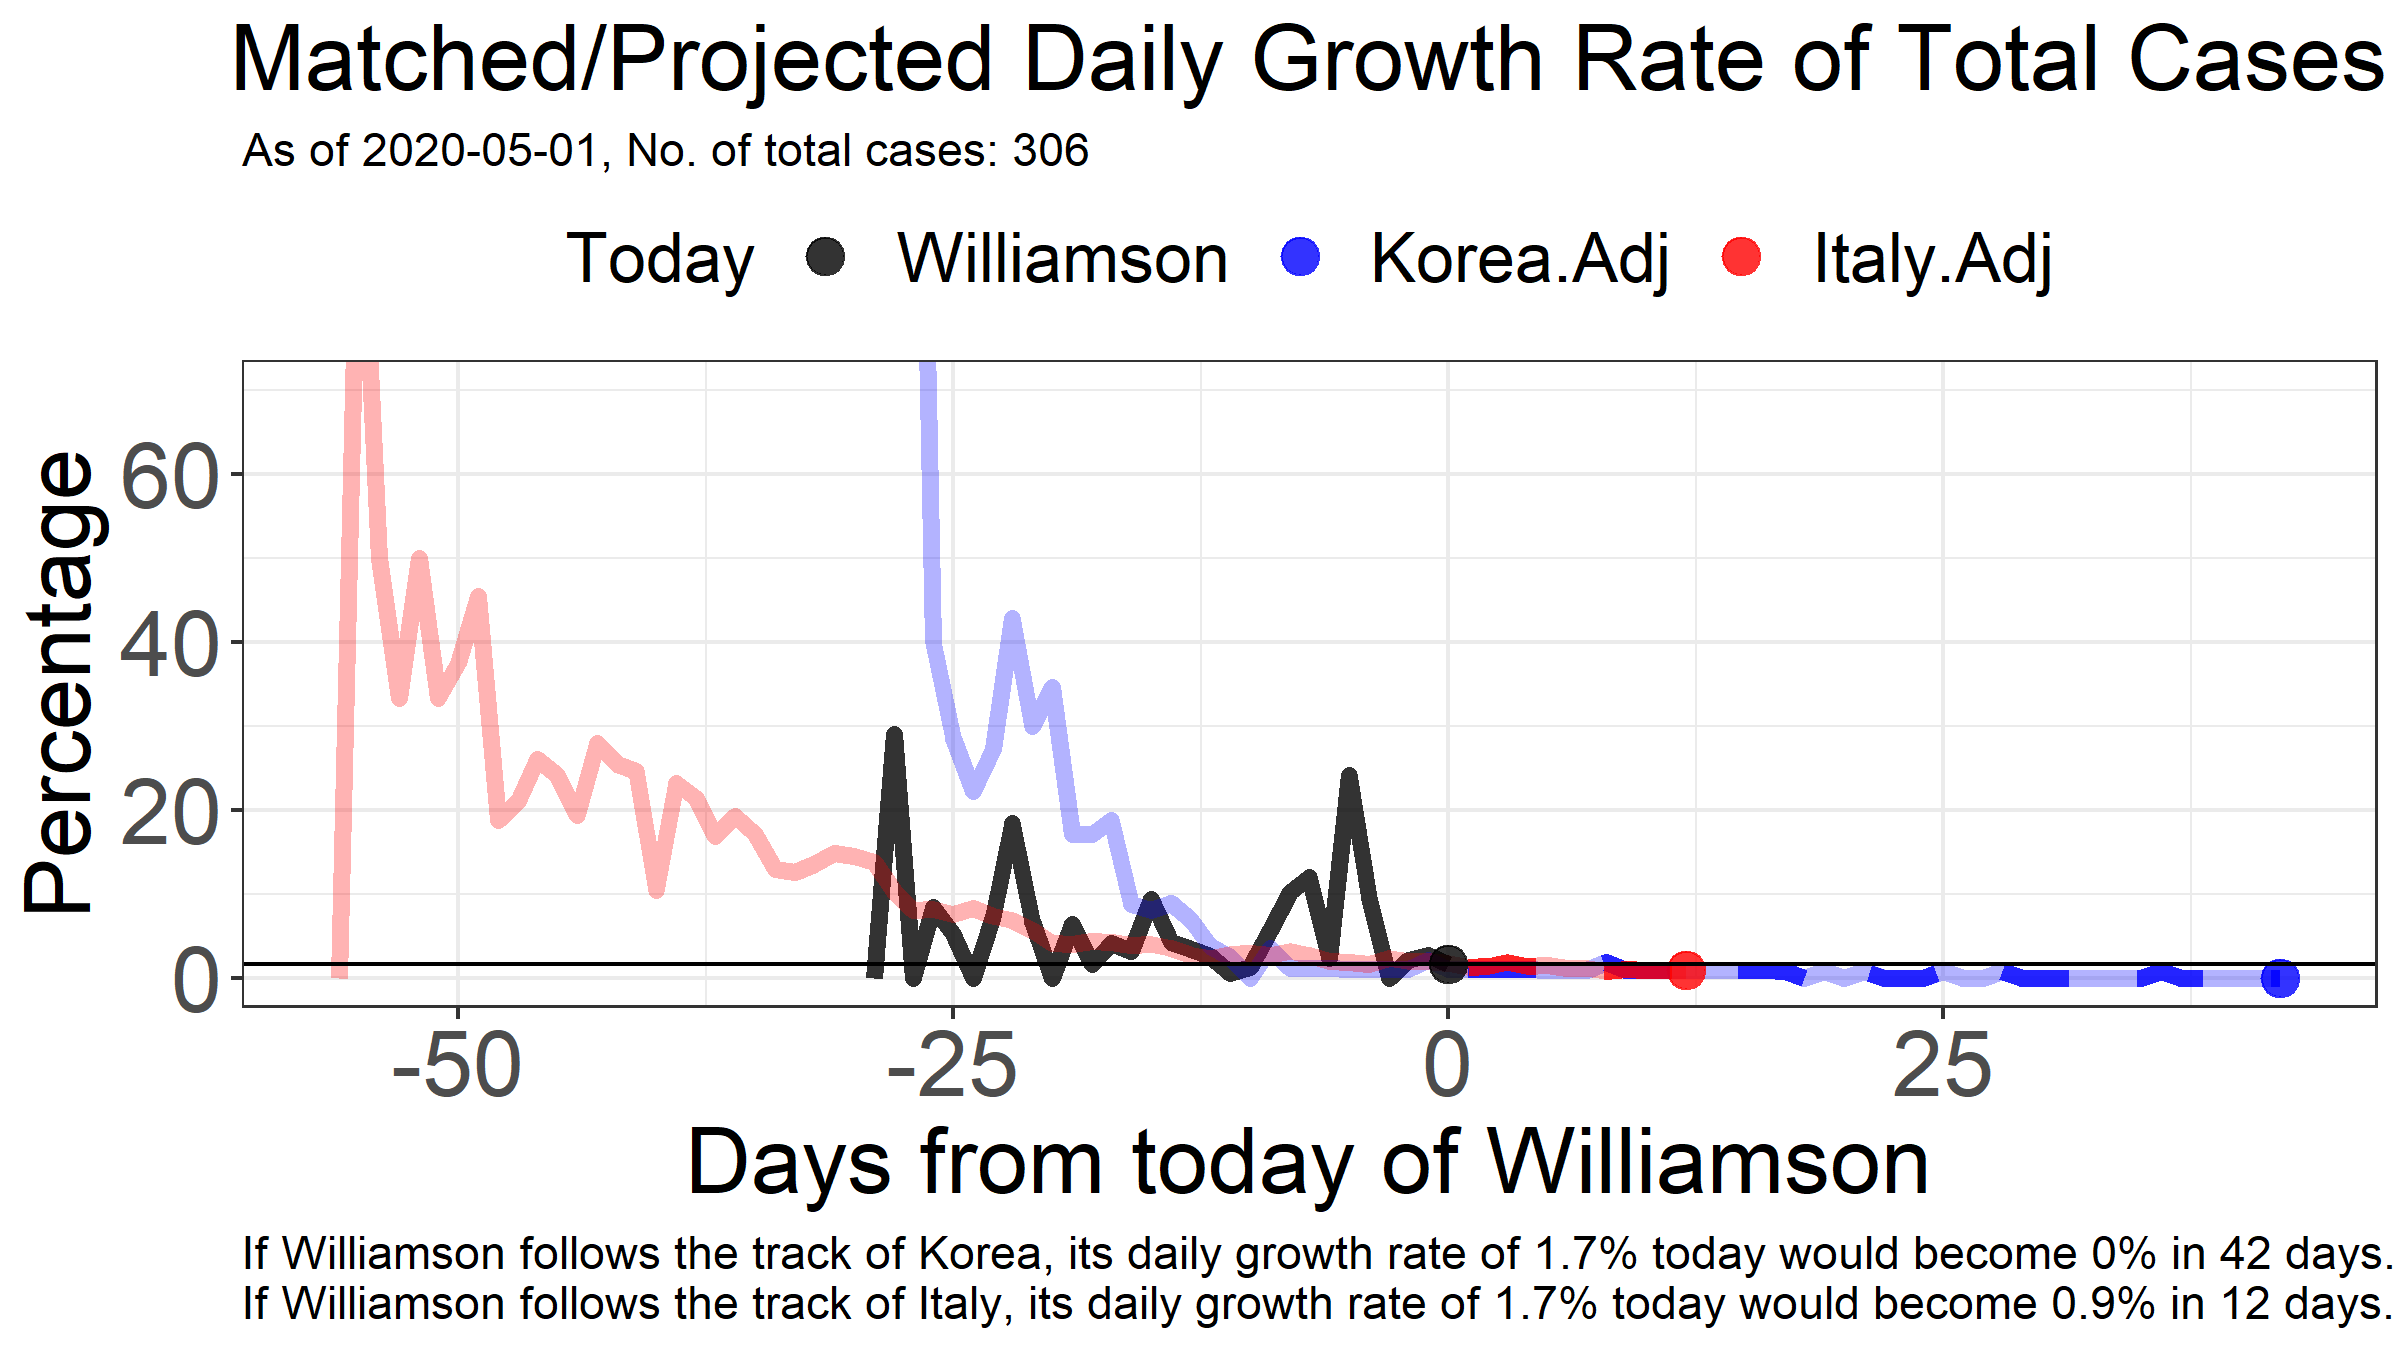 Matched/Projected Daily Growth Rate of Total Cases
As of 2020-05-01, No. of total cases: 306
Today Williamson Korea.Adj Italy.Adj
Percentage
60
40
20
0
-50 -25 0 25
Days from today of Williamson
If Williamson follows the track of Korea, its daily growth rate of 1.7% today would become 0% in 42 days.
If Williamson follows the track of Italy, its daily growth rate of 1.7% today would become 0.9% in 12 days.